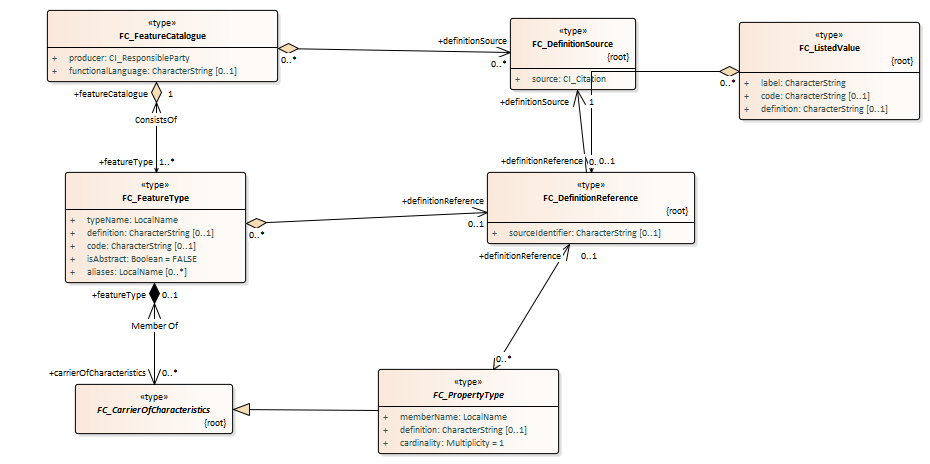 «type»
FC_FeatureCatalogue
+ producer: CI_ResponsibleParty
+ functionalLanguage: CharacterString [0..1]
+definitionSource
0..*
0..*
«type»
FC_DefinitionSource
{root}
+ source: CI_Citation
«type»
FC_ListedValue
{root}
+ label: CharacterString
+ code: CharacterString [0..1]
+ definition: CharacterString [0..1]
0..*
+featureCatalogue 1
ConsistsOf
+definitionSource 1
+featureType 1..*
+definitionReference 0.. 0..1
«type»
FC_FeatureType
+ typeName: LocalName
+ definition: CharacterString [0..1]
+ code: CharacterString [0..1]
+ isAbstract: Boolean = FALSE
+ aliases: LocalName [0..*]
+definitionReference
0..*
0..1
«type»
FC_DefinitionReference
{root}
+ sourceIdentifier: CharacterString [0..1]
+definitionReference 0..1
+featureType 0..1
Member Of
0..*
+carrierOfCharacteristics 0..*
«type»
FC_CarrierOfCharacteristics
{root}
«type»
FC_PropertyType
+ memberName: LocalName
+ definition: CharacterString [0..1]
+ cardinality: Multiplicity = 1